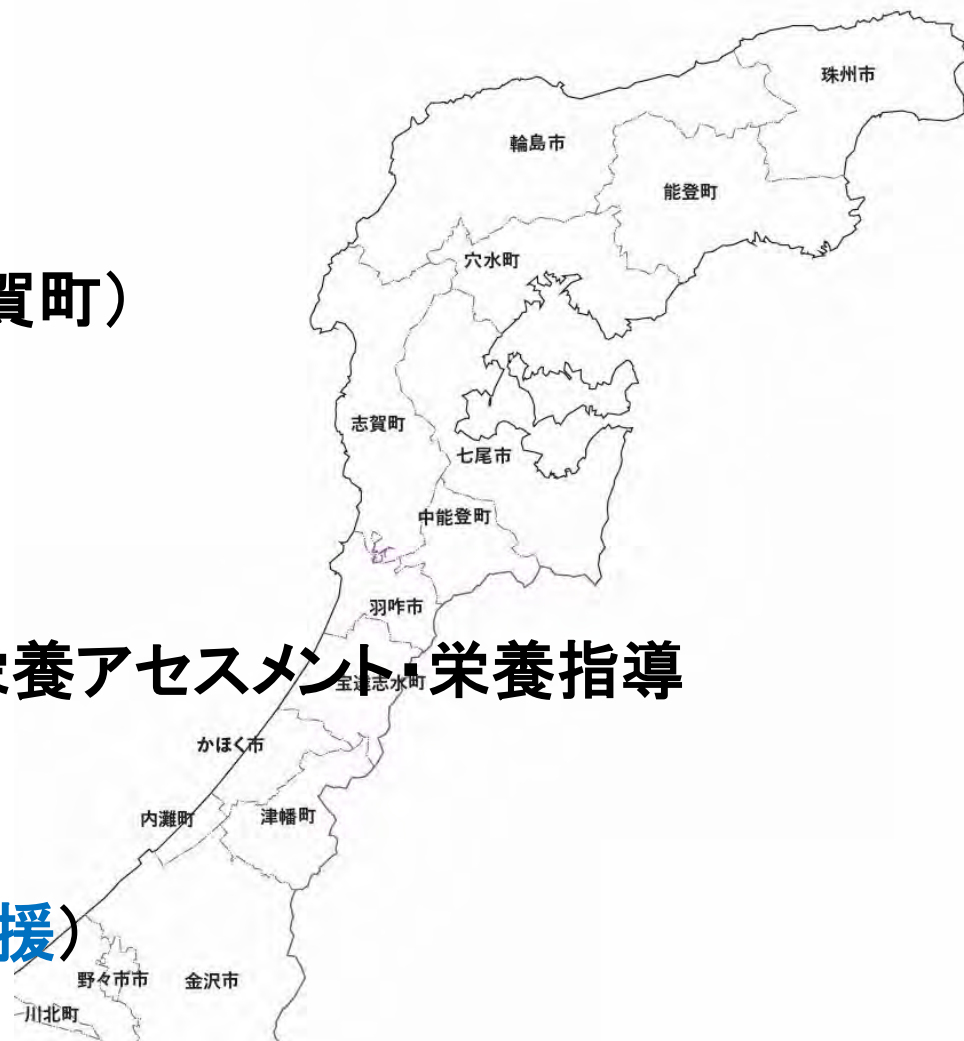 珠州市
輪島市
能登町
穴水町
賀町）
志賀町
七尾市
中能登町
羽咋市
養アセスメント・栄養指導
宝達志水町
かほく市
内灘町
津幡町
援）
野々市市
金沢市
川北町